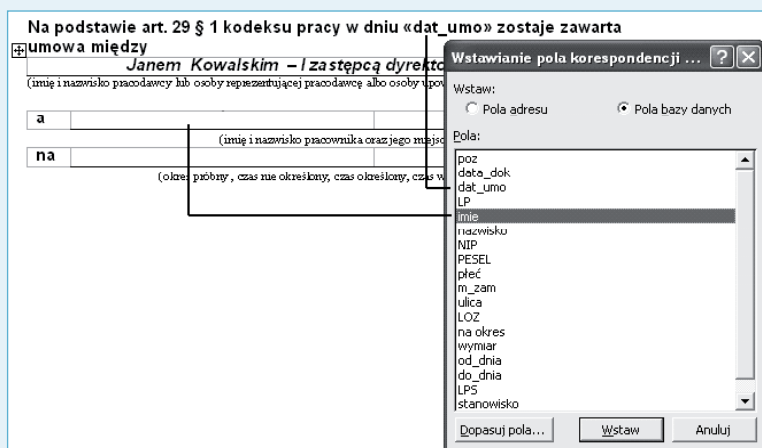 Na podstawie art. 29 § 1 kodeksu pracy w dniu «dat_umo» zostaje zawarta
umowa między
Janem Kowalskim – I zastępcą dyrekto
(imię i nazwisko pracodawcy lub osoby reprezentującej pracodawcę albo osoby upow
a
(imię i nazwisko pracownika oraz jego miejsc
na
(okres próbny , czas nie określony, czas określony, czas w
Wstawianie pola korespondencji ...
Wstaw:
Pola adresu
Pola bazy danych
Pola:
poz
data_dok
dat_umo
LP
imie
nazwisko
NIP
PESEL
płeć
m_zam
ulica
LOZ
na okres
wymiar
od_dnia
do_dnia
LPS
stanowisko
Dopasuj pola... Wstaw Anuluj